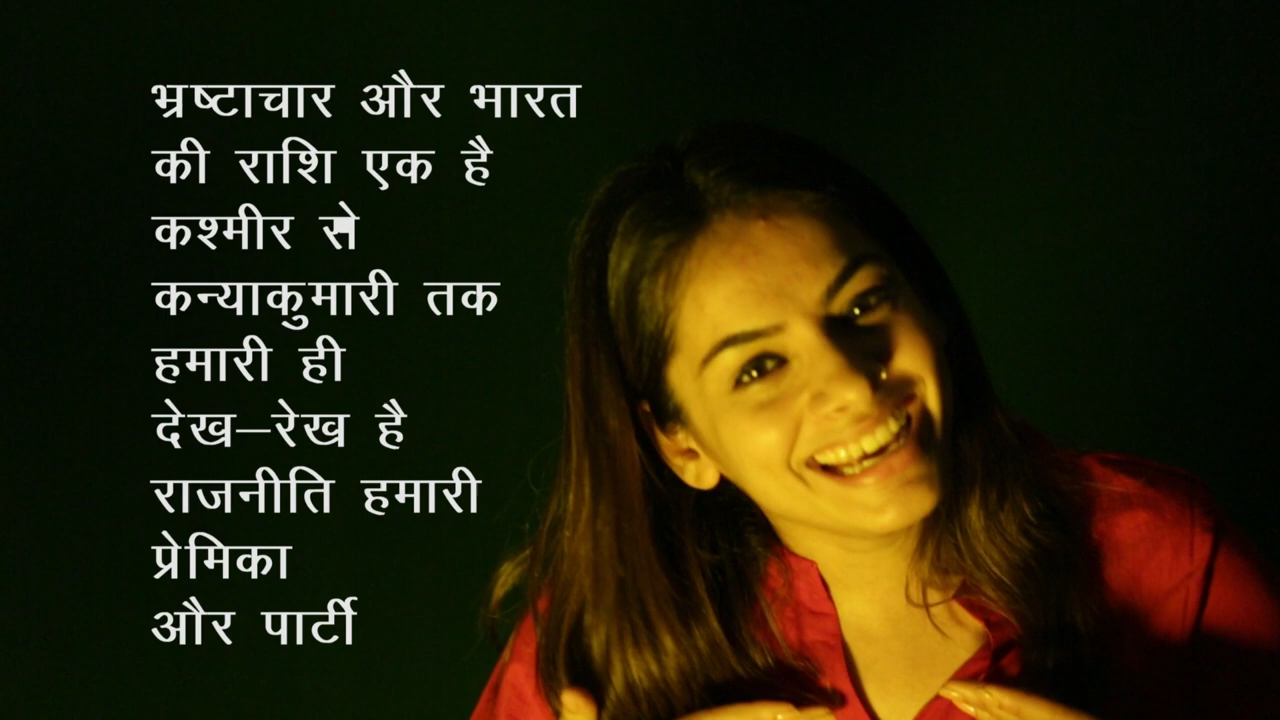 भ्रष्टाचार और भारत
की राशि एक है
कश्मीर से
कन्याकुमारी तक
हमारी ही
देख–रेख है
राजनीति हमारी
प्रेमिका
और पार्टी